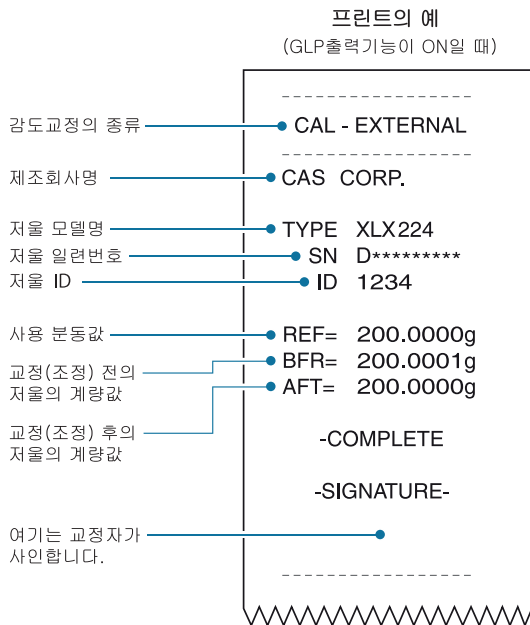 프린트의 예
(GLP출력기능이 ON일 때)
감도교정의 종류
CAL - EXTERNAL
제조회사명
CAS CORP.
저울 모델명
TYPE XLX224
저울 일련번호
SN D*********
저울 ID
ID 1234
사용 분동값
REF= 200.0000g
교정(조정) 전의
저울의 계량값
BFR= 200.0001g
교정(조정) 후의
저울의 계량값
AFT= 200.0000g
-COMPLETE
-SIGNATURE-
여기는 교정자가
사인합니다.